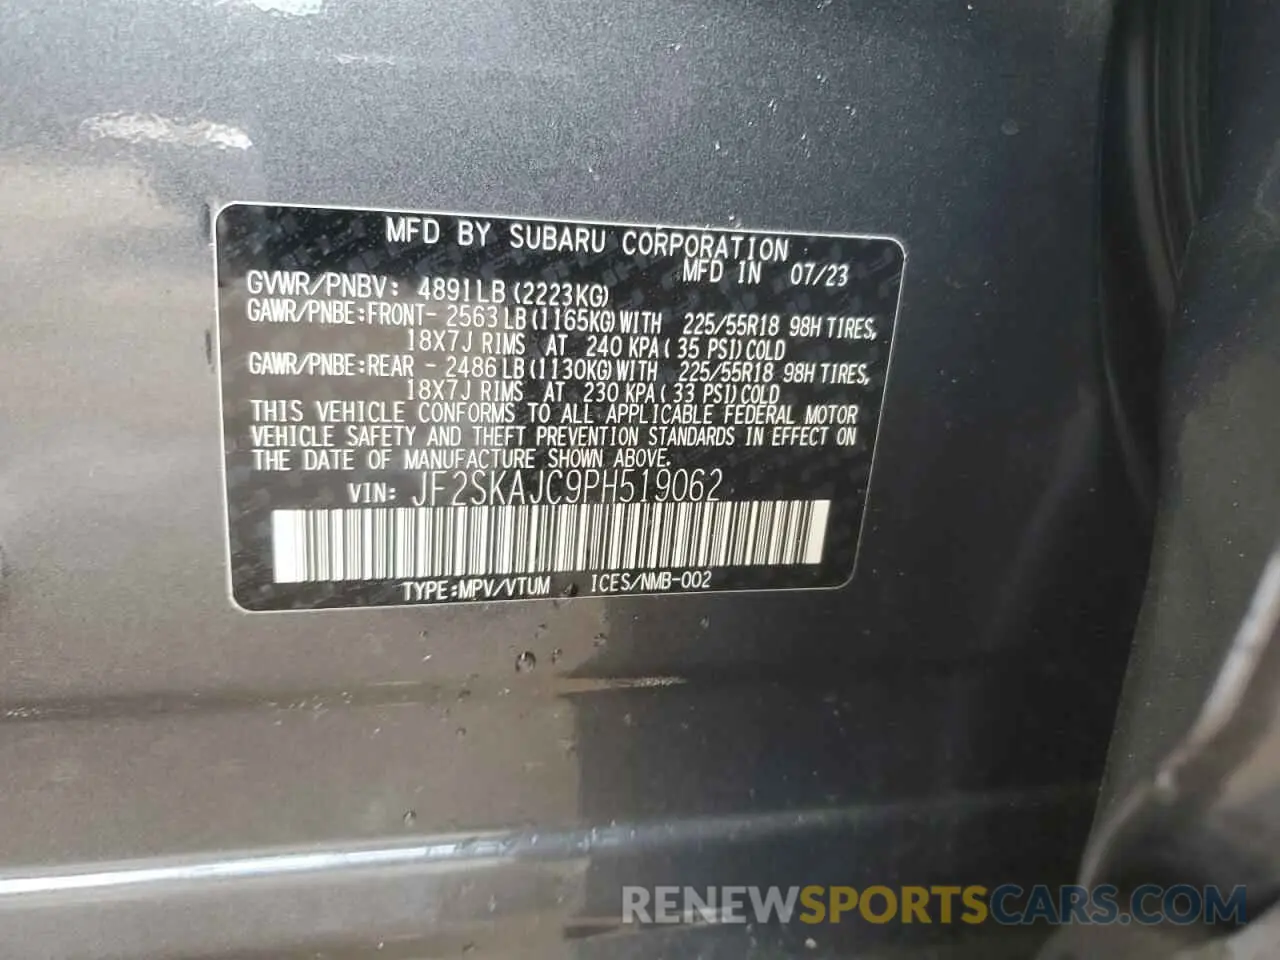 MFD BY SUBARU CORPORATION
MFD IN 07/23
GVWR/PNBV: 4891LB(2223KG)
GAWR/PNBE:FRONT- 2563LB(1165KG)WITH 225/55R18 98H TIRES,
18X7J RIMS AT 240 KPA(35 PSI)COLD
GAWR/PNBE:REAR - 2486LB(1130KG)WITH 225/55R18 98H TIRES,
18X7J RIMS AT 230 KPA(33 PSI)COLD
THIS VEHICLE CONFORMS TO ALL APPLICABLE FEDERAL MOTOR
VEHICLE SAFETY AND THEFT PREVENTION STANDARDS IN EFFECT ON
THE DATE OF MANUFACTURE SHOWN ABOVE.
VIN: JF2SKAJC9PH519062
TYPE:MPV/VTUM ICES/NMB-002
RENEWSPORTSCARS.COM